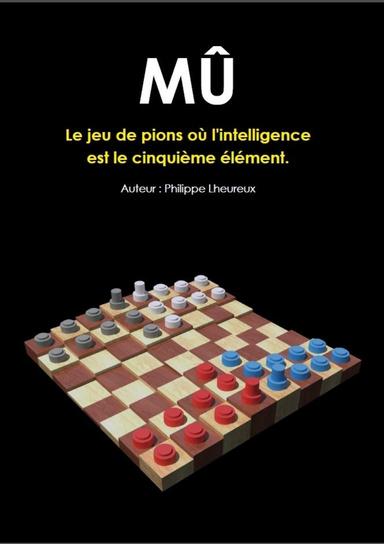 MÛ
Le jeu de pions où l'intelligence
est le cinquième élément.
Auteur : Philippe Lheureux